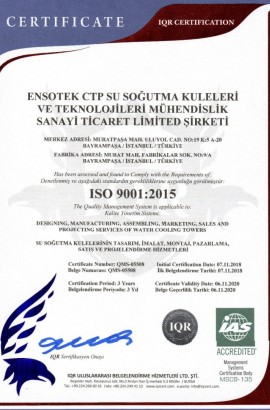 CERTIFICATE
IQR CERTIFICATION
ENSOTEK CTP SU SOĞUTMA KULELERİ
VE TEKNOLOJİLERİ MÜHENDİSLİK
SANAYİ TİCARET LİMİTED ŞİRKETİ
MERKEZ ADRESİ: MURATPAŞA MAH. ULUYOL CAD. NO:19 K:5 A-20
BAYRAMPAŞA / İSTANBUL / TÜRKİYE
FABRİKA ADRESİ: MURAT MAH. FABRİKALAR SOK. NO:9/A
BAYRAMPAŞA / İSTANBUL / TÜRKİYE
Has been assessed and found to Comply with the Requirements of
Denetlenmiş ve aşağıdaki standardın gerekliliklerine uygunluğu görülmüştür:
ISO 9001:2015
The Quality Management System is applicable to:
Kalite Yönetim Sistemi:
DESIGNING, MANUFACTURING, ASSEMBLING, MARKETING, SALES AND
PROJECTING SERVICES OF WATER COOLING TOWERS
SU SOĞUTMA KULELERİNİN TASARIM, İMALAT, MONTAJ, PAZARLAMA,
SATIŞ VE PROJELENDİRME HİZMETLERİ
Certificate Number: QMS-05508 Initial Certification Date: 07.11.2018
Belge Numarası: QMS-05508 İlk Belgelendirme Tarihi: 07.11.2018
Certification Period: 3 Years Certificate Validity Date: 06.11.2020
Belgelendirme Periyodu: 3 Yıl Belge Geçerlilik Tarihi: 06.11.2020
IQR Sertifikasyon Onayı
IQR
IAS
ACCREDITED
Management
Systems
Certification Body
MSCB-135
IQR ULUSLARARASI BELGELENDİRME HİZMETLERİ LTD. ŞTİ.